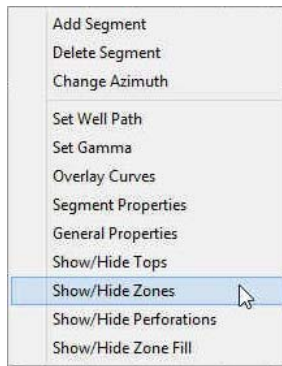 Add Segment
Delete Segment
Change Azimuth
Set Well Path
Set Gamma
Overlay Curves
Segment Properties
General Properties
Show/Hide Tops
Show/Hide Zones
Show/Hide Perforations
Show/Hide Zone Fill